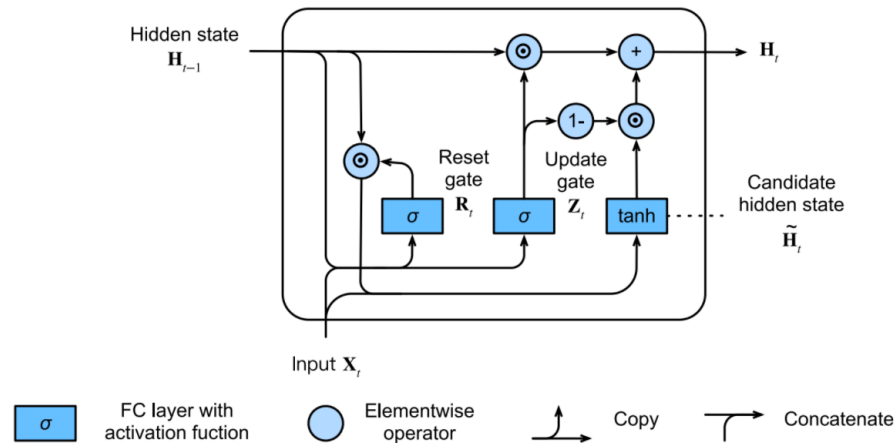 Hidden state
H_{t−1}
H_t
+
1-
Reset
gate
R_t
Update
gate
Z_t
σ
σ
tanh
Candidate
hidden state
H̃_t
Input X_t
σ
FC layer with
activation fuction
Elementwise
operator
Copy
Concatenate